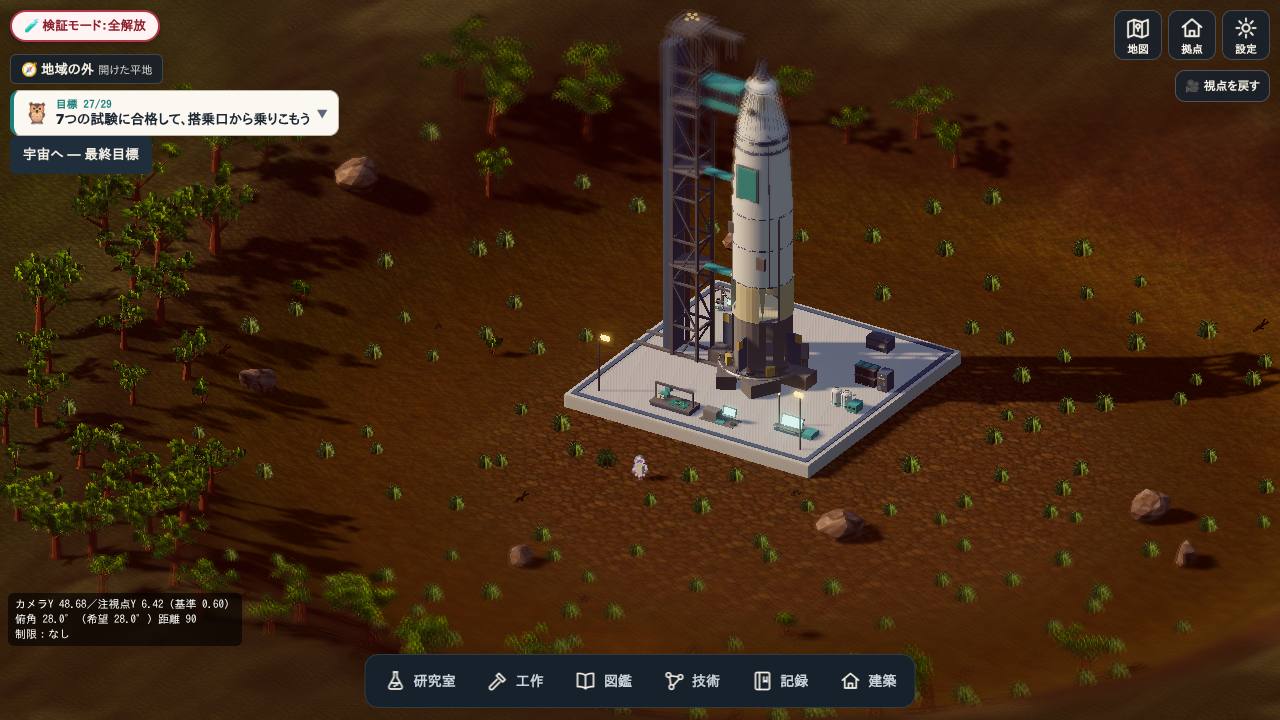 検証モード:全解放
地域の外 開けた平地
目標 27/29
7つの試験に合格して、搭乗口から乗りこもう
宇宙へ — 最終目標
地図
拠点
設定
視点を戻す
カメラY 48.68/注視点Y 6.42 (基準 0.60)
俯角 28.0° (希望 28.0°) 距離 90
制限:なし
研究室
工作
図鑑
技術
記録
建築